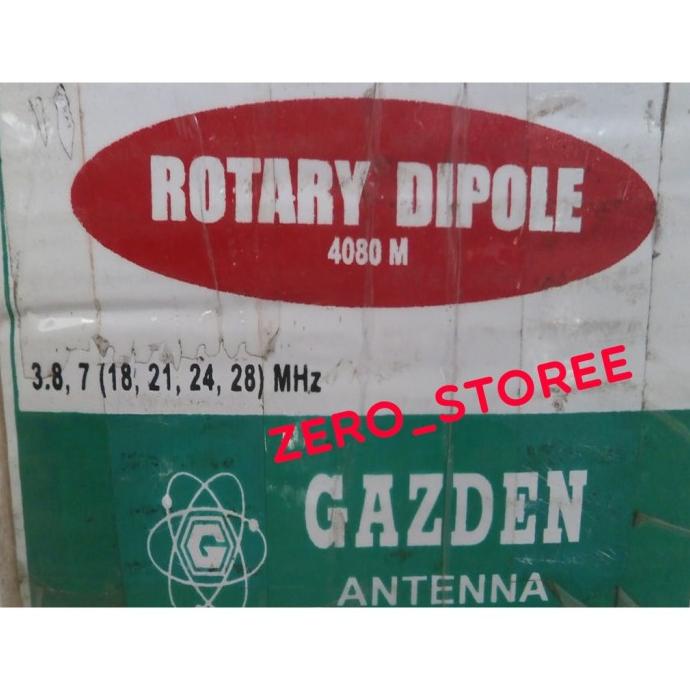 ROTARY DIPOLE
4080 M
3.8, 7 (18, 21, 24, 28) MHz
ZERO_STOREE
G
GAZDEN
ANTENNA